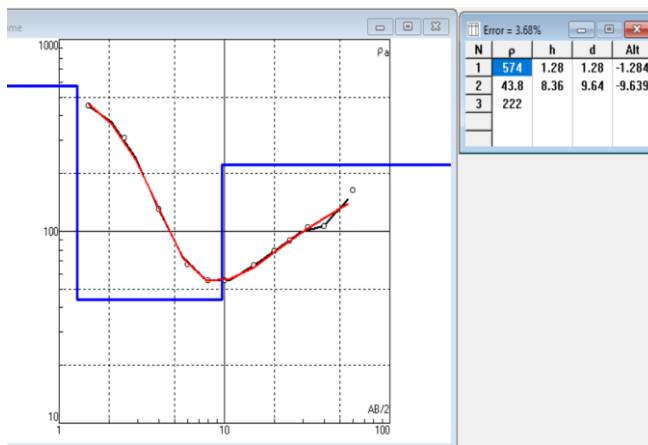 me
1000
ρa
100
10
AB/2
1
10
100
Error = 3.68%
N ρ h d Alt
1 574 1.28 1.28 -1.284
2 43.8 8.36 9.64 -9.639
3 222